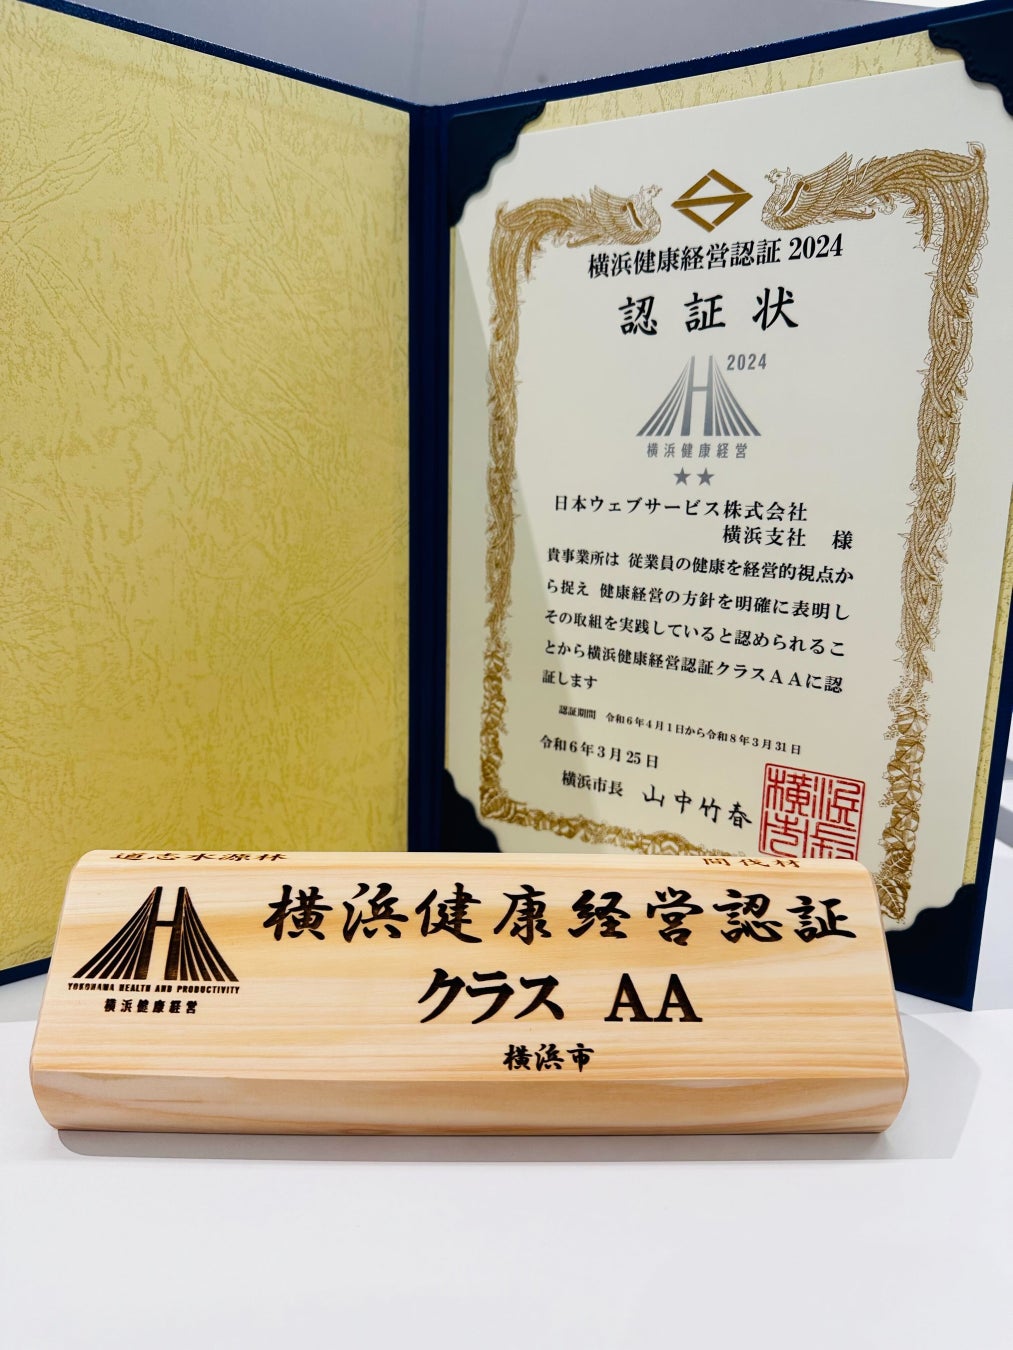 横浜健康経営認証 2024
認証状
2024
横浜健康経営
★★
日本ウェブサービス株式会社
横浜支社 様
貴事業所は 従業員の健康を経営的視点か
ら捉え 健康経営の方針を明確に表明し
その取組を実践していると認められるこ
とから横浜健康経営認証クラスAAに認
証します
認証期間 令和6年4月1日から令和8年3月31日
令和6年3月25日
横浜市長 山中竹春
道志水源林 間伐材
横浜健康経営認証
クラス AA
横浜市
YOKOHAMA HEALTH AND PRODUCTIVITY
横浜健康経営